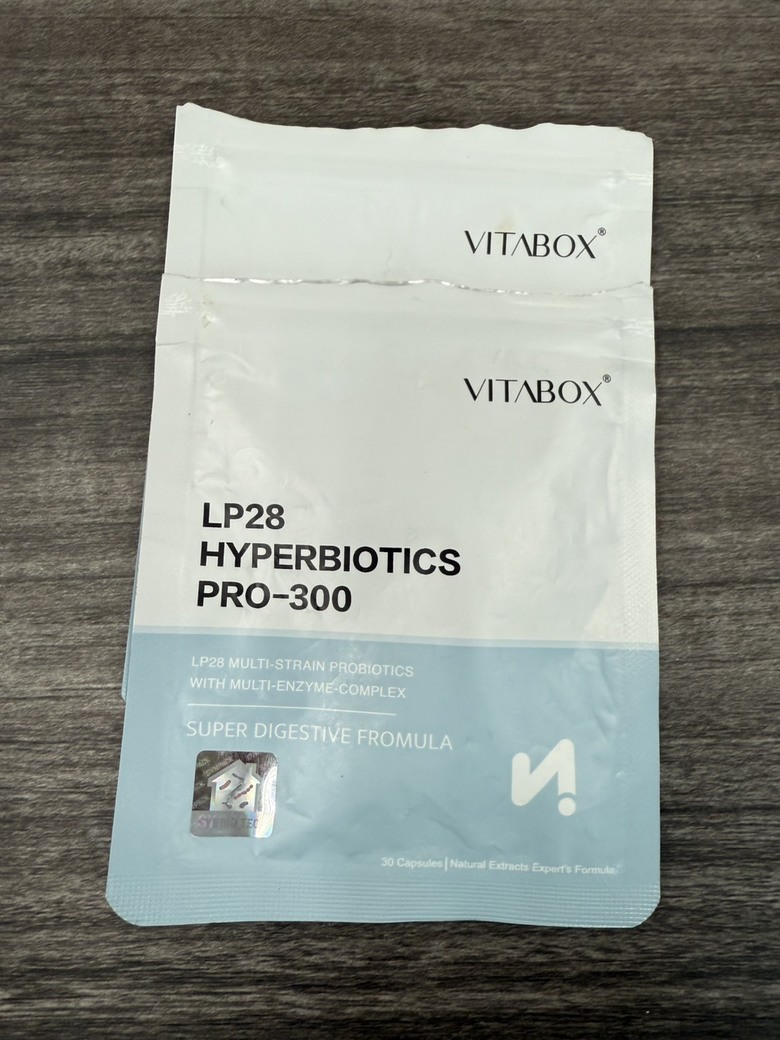 VITABOX®
VITABOX®
LP28
HYPERBIOTICS
PRO-300
LP28 MULTI-STRAIN PROBIOTICS
WITH MULTI-ENZYME-COMPLEX
SUPER DIGESTIVE FROMULA
30 Capsules | Natural Extracts Expert's Formula